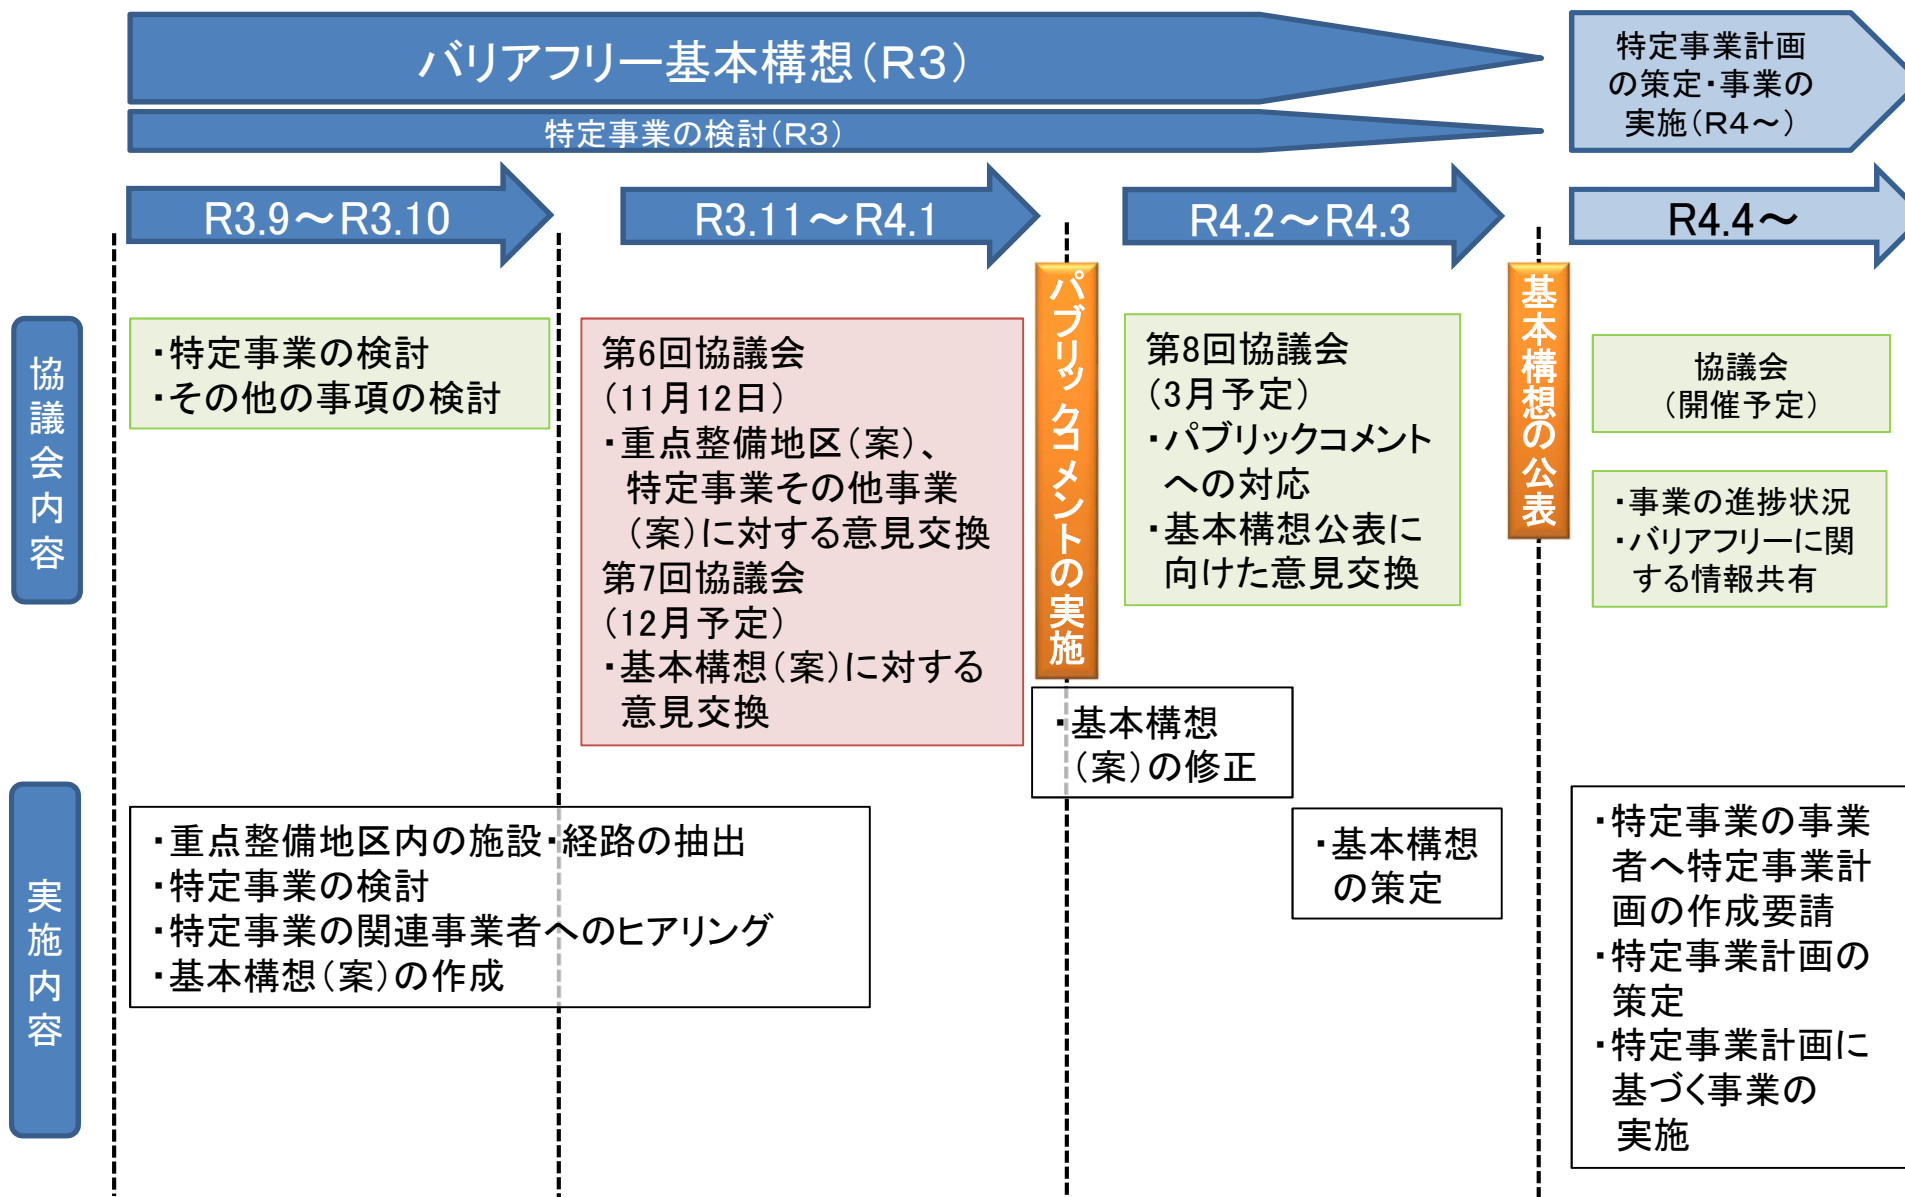 バリアフリー基本構想(R3)
特定事業の検討(R3)
特定事業計画
の策定・事業の
実施(R4～)
R3.9～R3.10
R3.11～R4.1
R4.2～R4.3
R4.4～
協議会内容
・特定事業の検討
・その他の事項の検討
第6回協議会
(11月12日)
・重点整備地区(案)、
特定事業その他事業
(案)に対する意見交換
第7回協議会
(12月予定)
・基本構想(案)に対する
意見交換
パブリックコメントの実施
第8回協議会
(3月予定)
・パブリックコメント
への対応
・基本構想公表に
向けた意見交換
基本構想の公表
協議会
(開催予定)
・事業の進捗状況
・バリアフリーに関
する情報共有
実施内容
・重点整備地区内の施設・経路の抽出
・特定事業の検討
・特定事業の関連事業者へのヒアリング
・基本構想(案)の作成
・基本構想
(案)の修正
・基本構想
の策定
・特定事業の事業
者へ特定事業計
画の作成要請
・特定事業計画の
策定
・特定事業計画に
基づく事業の
実施